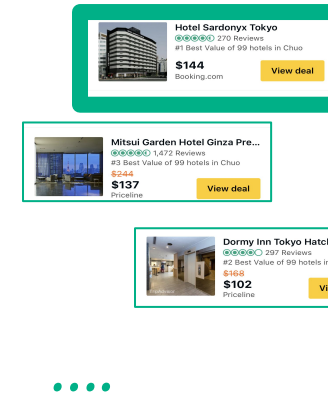 Hotel Sardonyx Tokyo
270 Reviews
#1 Best Value of 99 hotels in Chuo
$144
Booking.com
View deal
Mitsui Garden Hotel Ginza Pre...
1,472 Reviews
#3 Best Value of 99 hotels in Chuo
$244
$137
Priceline
View deal
Dormy Inn Tokyo Hatch
297 Reviews
#2 Best Value of 99 hotels in
$168
$102
Priceline
Vi